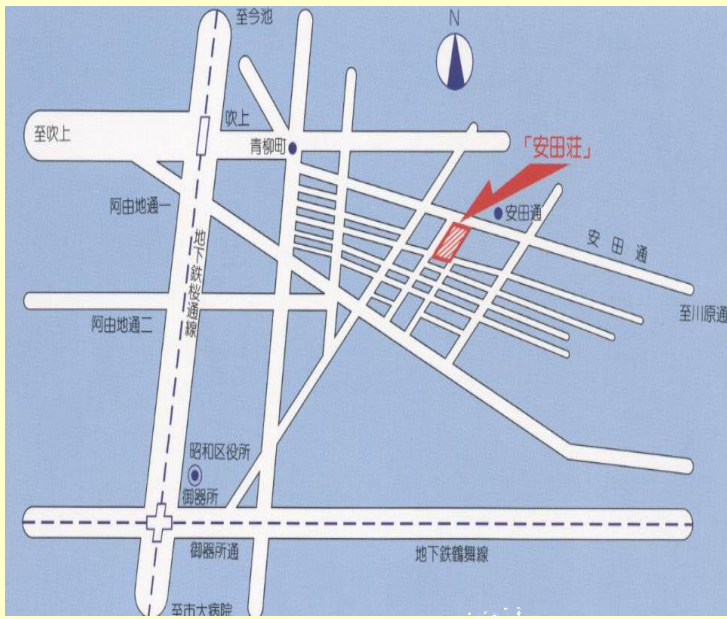 至今池
N
至吹上
吹上
青柳町
「安田荘」
阿由地通一
安田通
安田通
地下鉄桜通線
至川原通
阿由地通二
昭和区役所
御器所
御器所通
地下鉄鶴舞線
至市大病院